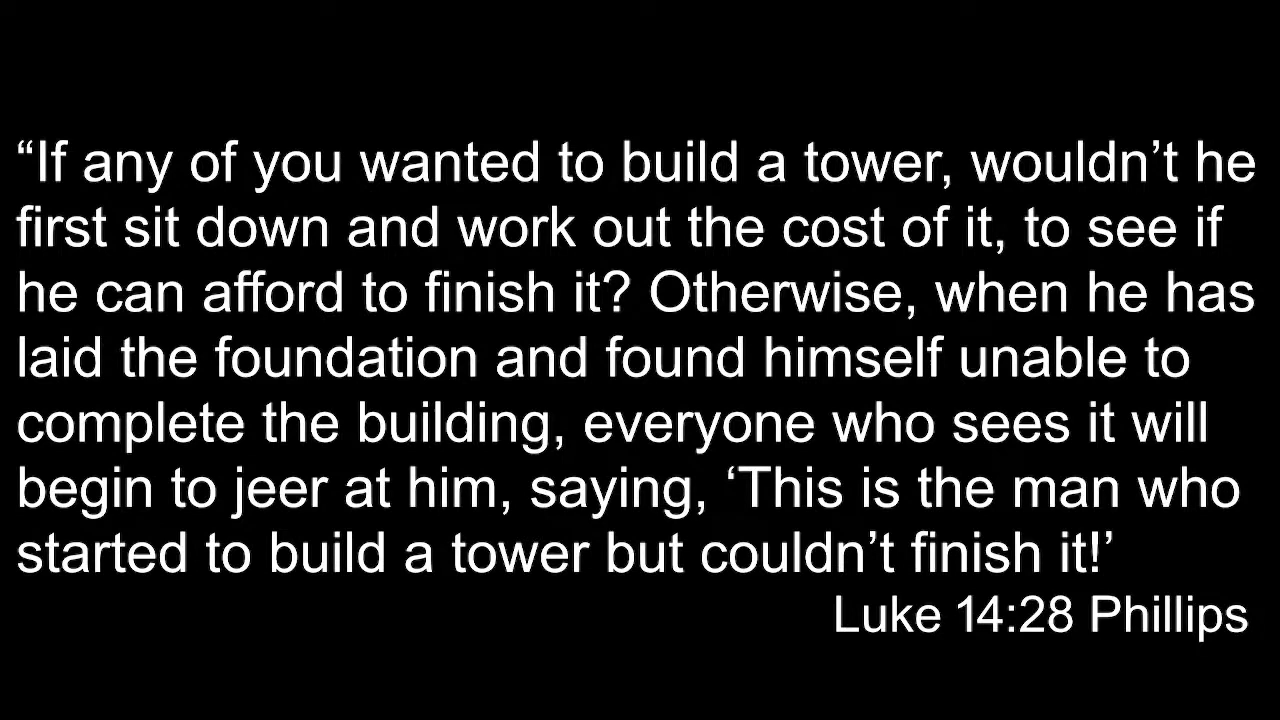 “If any of you wanted to build a tower, wouldn’t he
first sit down and work out the cost of it, to see if
he can afford to finish it? Otherwise, when he has
laid the foundation and found himself unable to
complete the building, everyone who sees it will
begin to jeer at him, saying, ‘This is the man who
started to build a tower but couldn’t finish it!’
Luke 14:28 Phillips